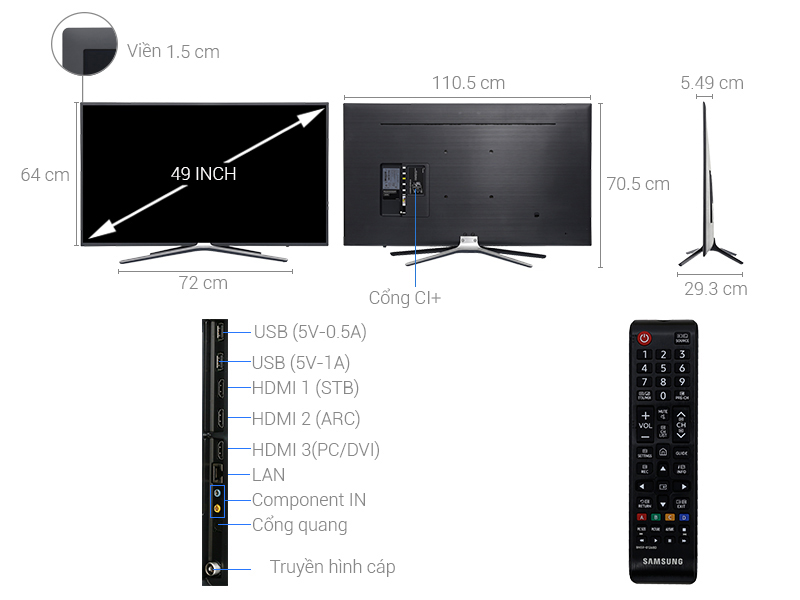 Viền 1.5 cm
110.5 cm
5.49 cm
64 cm
49 INCH
70.5 cm
72 cm
Cổng CI+
29.3 cm
USB (5V-0.5A)
USB (5V-1A)
HDMI 1 (STB)
HDMI 2 (ARC)
HDMI 3(PC/DVI)
LAN
Component IN
Cổng quang
Truyền hình cáp
SOURCE
1 2 3
4 5 6
7 8 9
0
PRE-CH
MUTE
VOL CH
CH LIST
SETTINGS GUIDE
REC INFO
RETURN EXIT
A B C D
SAMSUNG